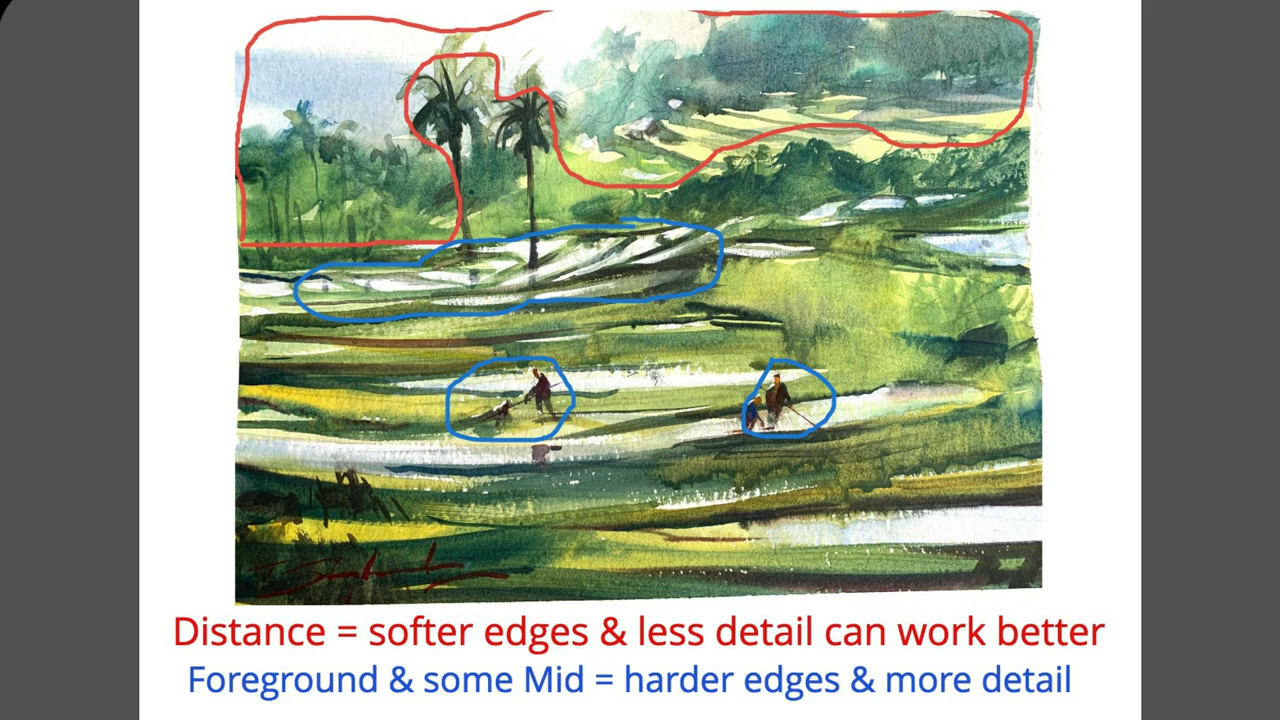 Distance = softer edges & less detail can work better
Foreground & some Mid = harder edges & more detail